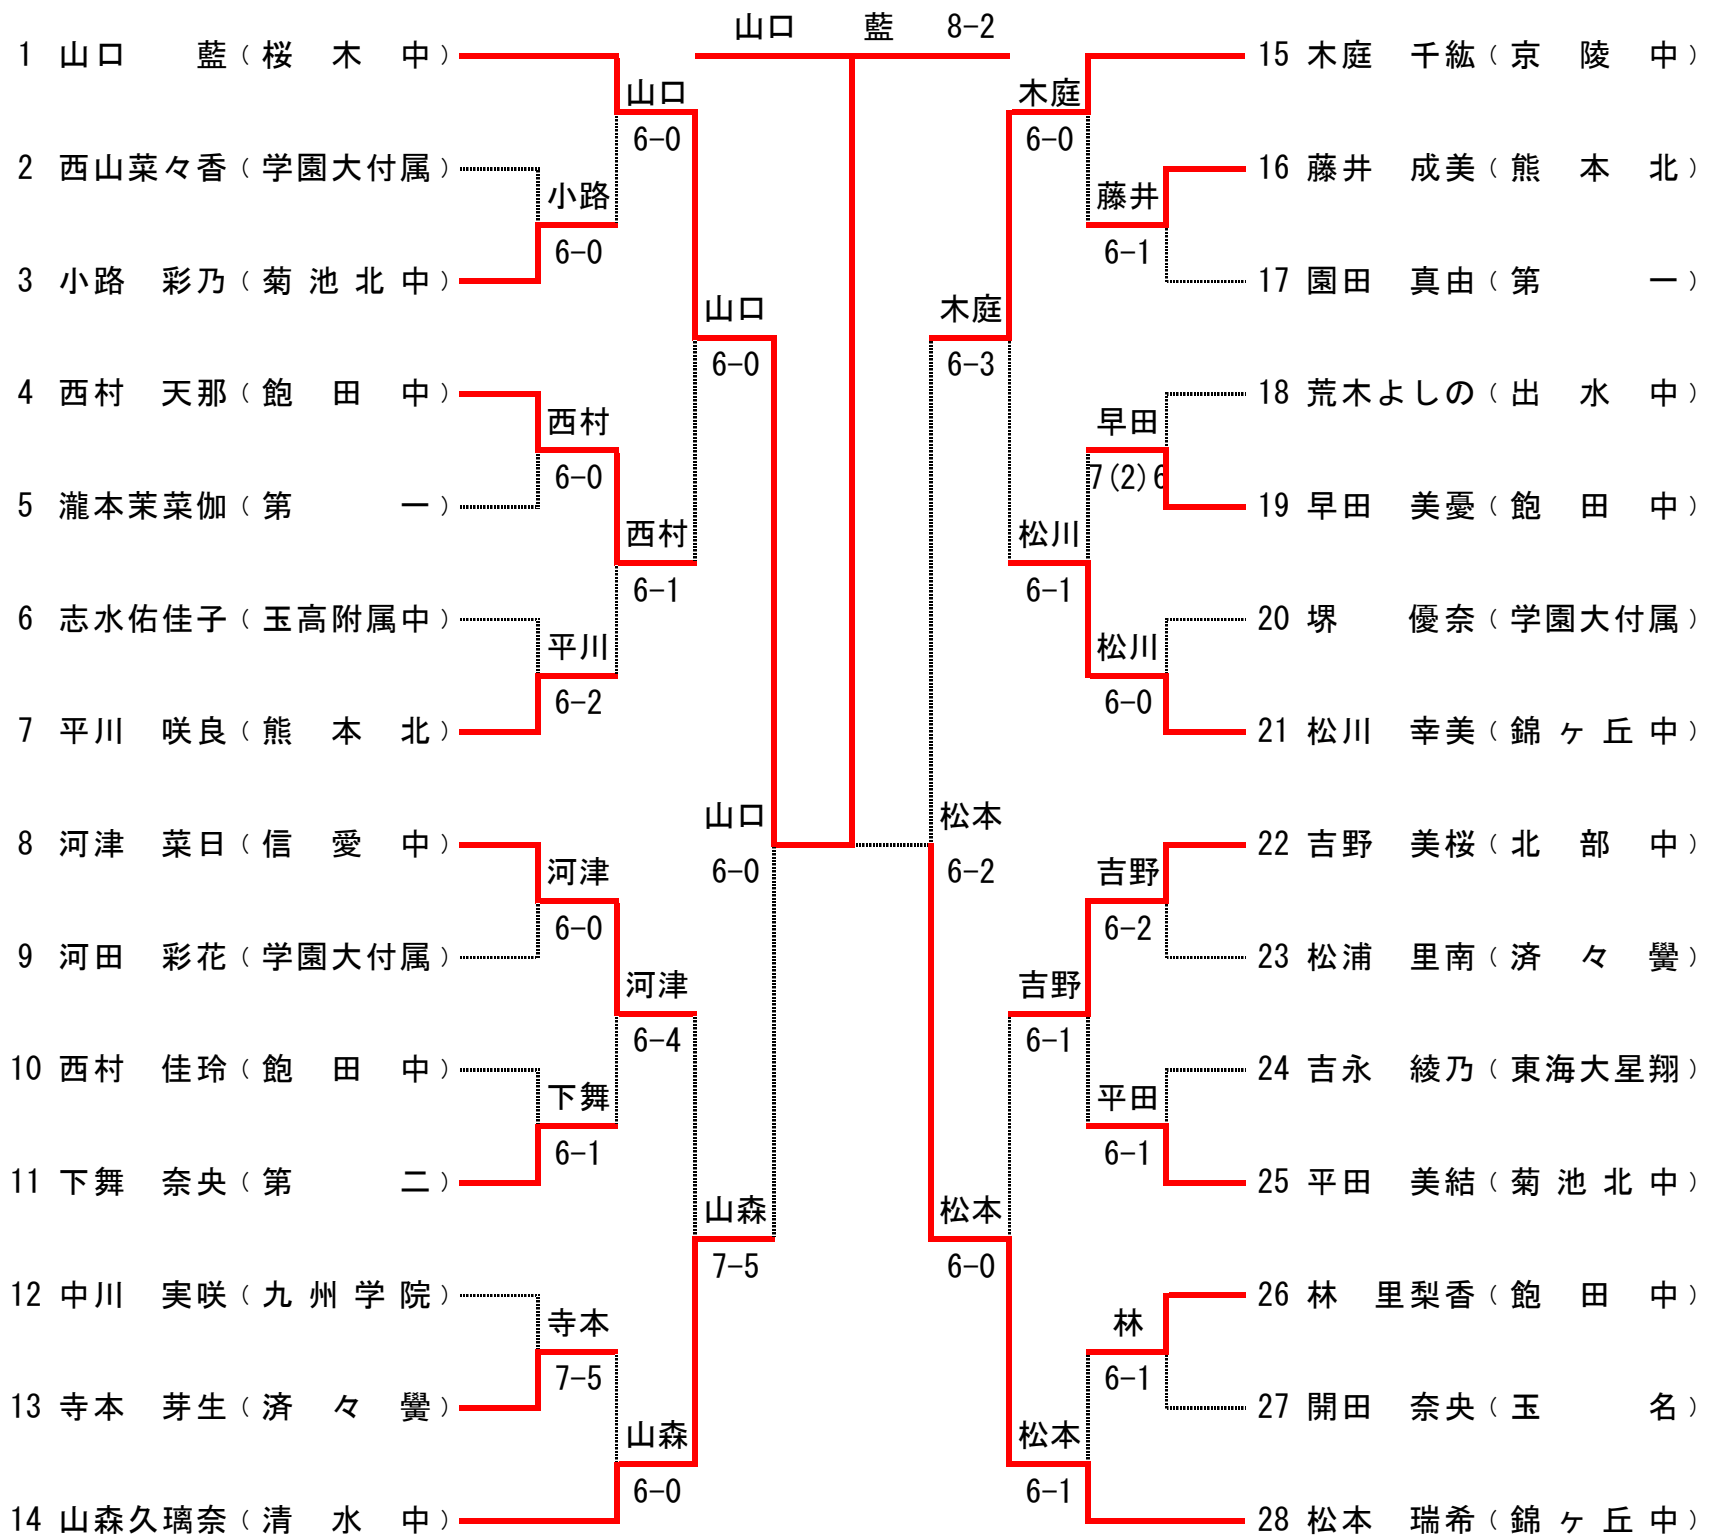 山口 藍 8-2
1 山口 藍（桜木中）
2 西山菜々香（学園大付属）
3 小路 彩乃（菊池北中）
4 西村 天那（飽田中）
5 瀧本茉菜伽（第一）
6 志水佑佳子（玉高附属中）
7 平川 咲良（熊本北）
8 河津 菜日（信愛中）
9 河田 彩花（学園大付属）
10 西村 佳玲（飽田中）
11 下舞 奈央（第二）
12 中川 実咲（九州学院）
13 寺本 芽生（済々黌）
14 山森久璃奈（清水中）
小路
6-0
西村
6-0
平川
6-2
河津
6-0
下舞
6-1
寺本
7-5
山口
6-0
西村
6-1
河津
6-4
山森
6-0
山口
6-0
山森
7-5
山口
6-0
松本
6-2
木庭
6-3
松本
6-0
木庭
6-0
松川
6-1
吉野
6-1
松本
6-1
藤井
6-1
早田
7(2)6
松川
6-0
吉野
6-2
平田
6-1
林
6-1
15 木庭 千紘（京陵中）
16 藤井 成美（熊本北）
17 園田 真由（第一）
18 荒木よしの（出水中）
19 早田 美憂（飽田中）
20 堺 優奈（学園大付属）
21 松川 幸美（錦ヶ丘中）
22 吉野 美桜（北部中）
23 松浦 里南（済々黌）
24 吉永 綾乃（東海大星翔）
25 平田 美結（菊池北中）
26 林 里梨香（飽田中）
27 開田 奈央（玉名）
28 松本 瑞希（錦ヶ丘中）